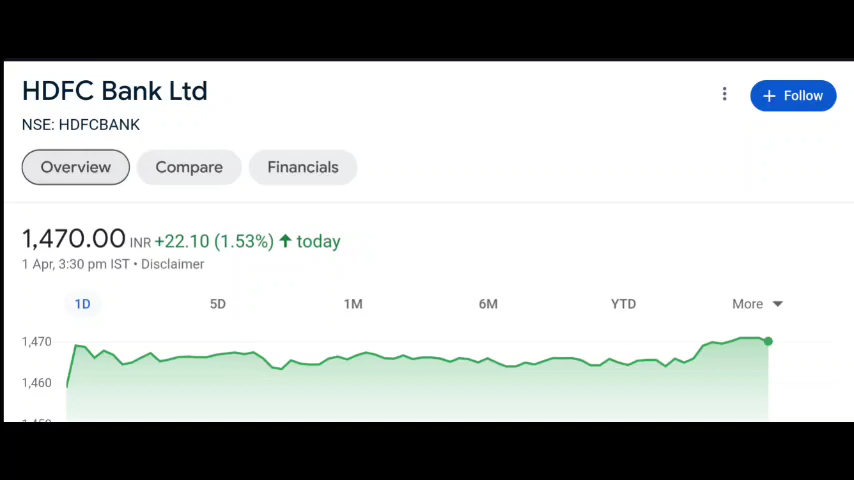 HDFC Bank Ltd
+ Follow
NSE: HDFCBANK
Overview Compare Financials
1,470.00 INR +22.10 (1.53%) ↑ today
1 Apr, 3:30 pm IST • Disclaimer
1D 5D 1M 6M YTD More
1,470
1,460